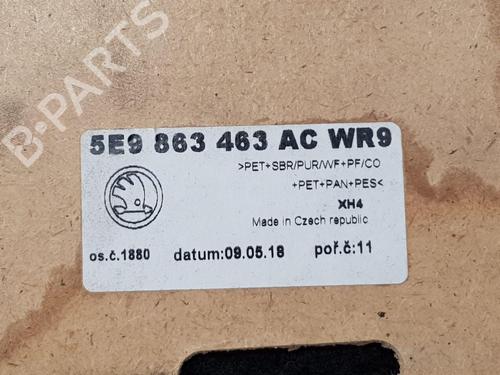 B-PARTS
5E9 863 463 AC WR9
>PET+SBR/PUR/WF+PF/CO
+PET+PAN+PES<
XH4
Made in Czech republic
os.č.1880 datum:09.05.18 poř.č:11